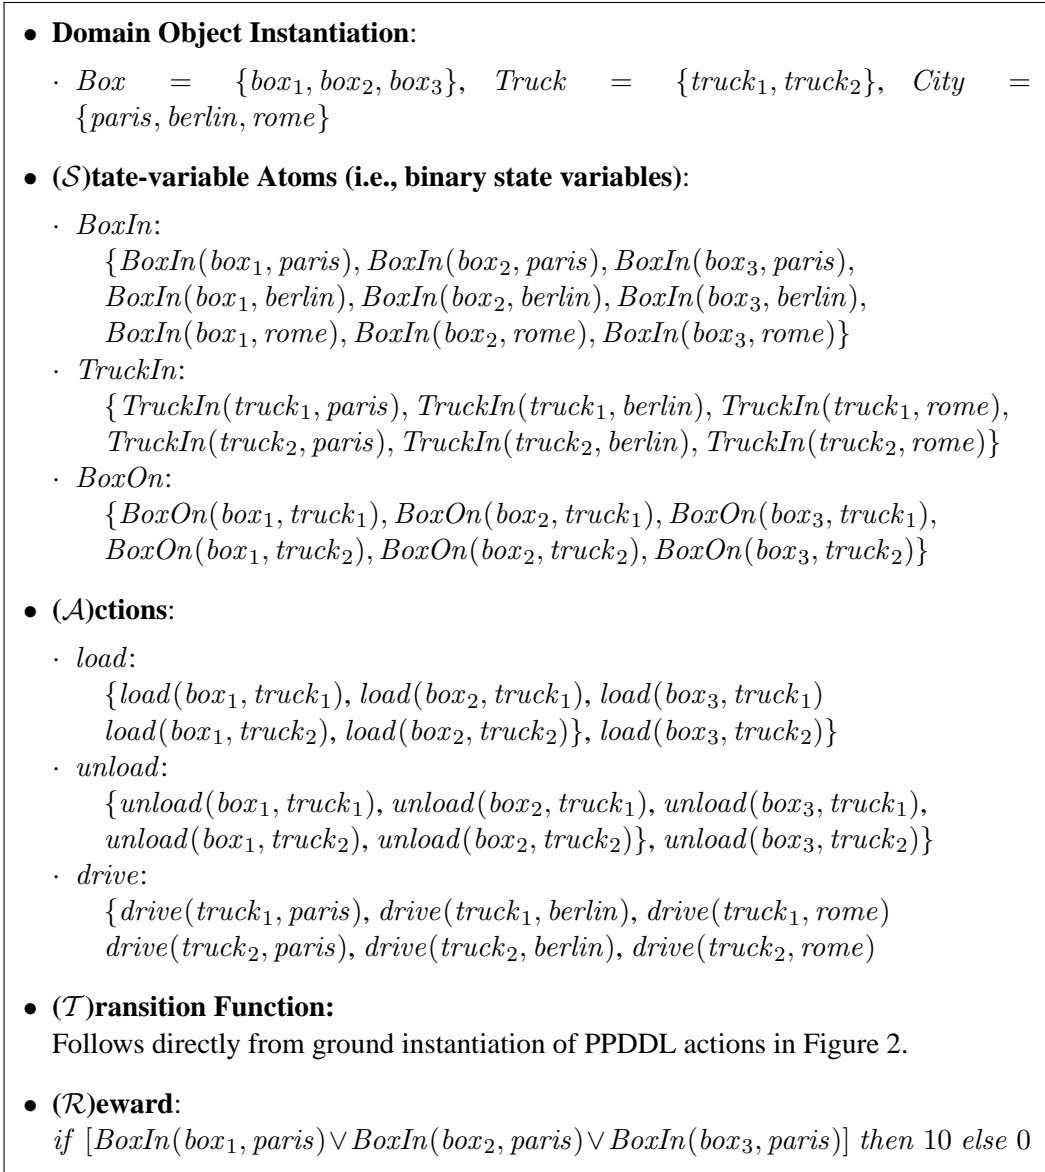 • Domain Object Instantiation:
· Box = {box₁, box₂, box₃}, Truck = {truck₁, truck₂}, City =
{paris, berlin, rome}
• (𝒮)tate-variable Atoms (i.e., binary state variables):
· BoxIn:
{BoxIn(box₁, paris), BoxIn(box₂, paris), BoxIn(box₃, paris),
BoxIn(box₁, berlin), BoxIn(box₂, berlin), BoxIn(box₃, berlin),
BoxIn(box₁, rome), BoxIn(box₂, rome), BoxIn(box₃, rome)}
· TruckIn:
{TruckIn(truck₁, paris), TruckIn(truck₁, berlin), TruckIn(truck₁, rome),
TruckIn(truck₂, paris), TruckIn(truck₂, berlin), TruckIn(truck₂, rome)}
· BoxOn:
{BoxOn(box₁, truck₁), BoxOn(box₂, truck₁), BoxOn(box₃, truck₁),
BoxOn(box₁, truck₂), BoxOn(box₂, truck₂), BoxOn(box₃, truck₂)}
• (𝒜)ctions:
· load:
{load(box₁, truck₁), load(box₂, truck₁), load(box₃, truck₁)
load(box₁, truck₂), load(box₂, truck₂)}, load(box₃, truck₂)}
· unload:
{unload(box₁, truck₁), unload(box₂, truck₁), unload(box₃, truck₁),
unload(box₁, truck₂), unload(box₂, truck₂)}, unload(box₃, truck₂)}
· drive:
{drive(truck₁, paris), drive(truck₁, berlin), drive(truck₁, rome)
drive(truck₂, paris), drive(truck₂, berlin), drive(truck₂, rome)
• (𝒯)ransition Function:
Follows directly from ground instantiation of PPDDL actions in Figure 2.
• (ℛ)eward:
if [BoxIn(box₁, paris)∨BoxIn(box₂, paris)∨BoxIn(box₃, paris)] then 10 else 0